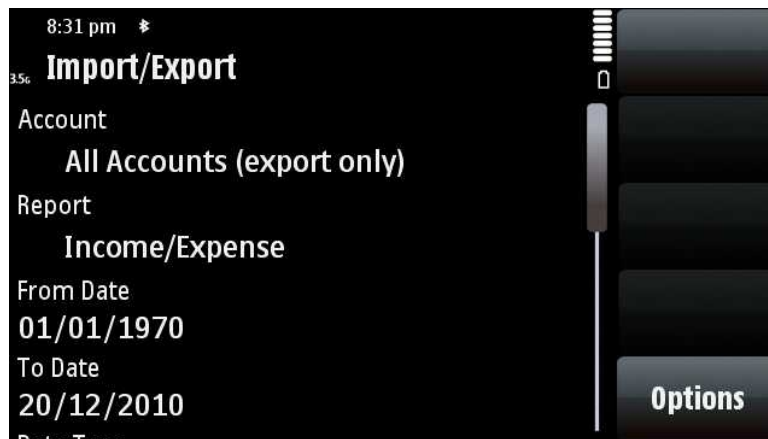 8:31 pm
3.5G
Import/Export
Account
All Accounts (export only)
Report
Income/Expense
From Date
01/01/1970
To Date
20/12/2010
Options